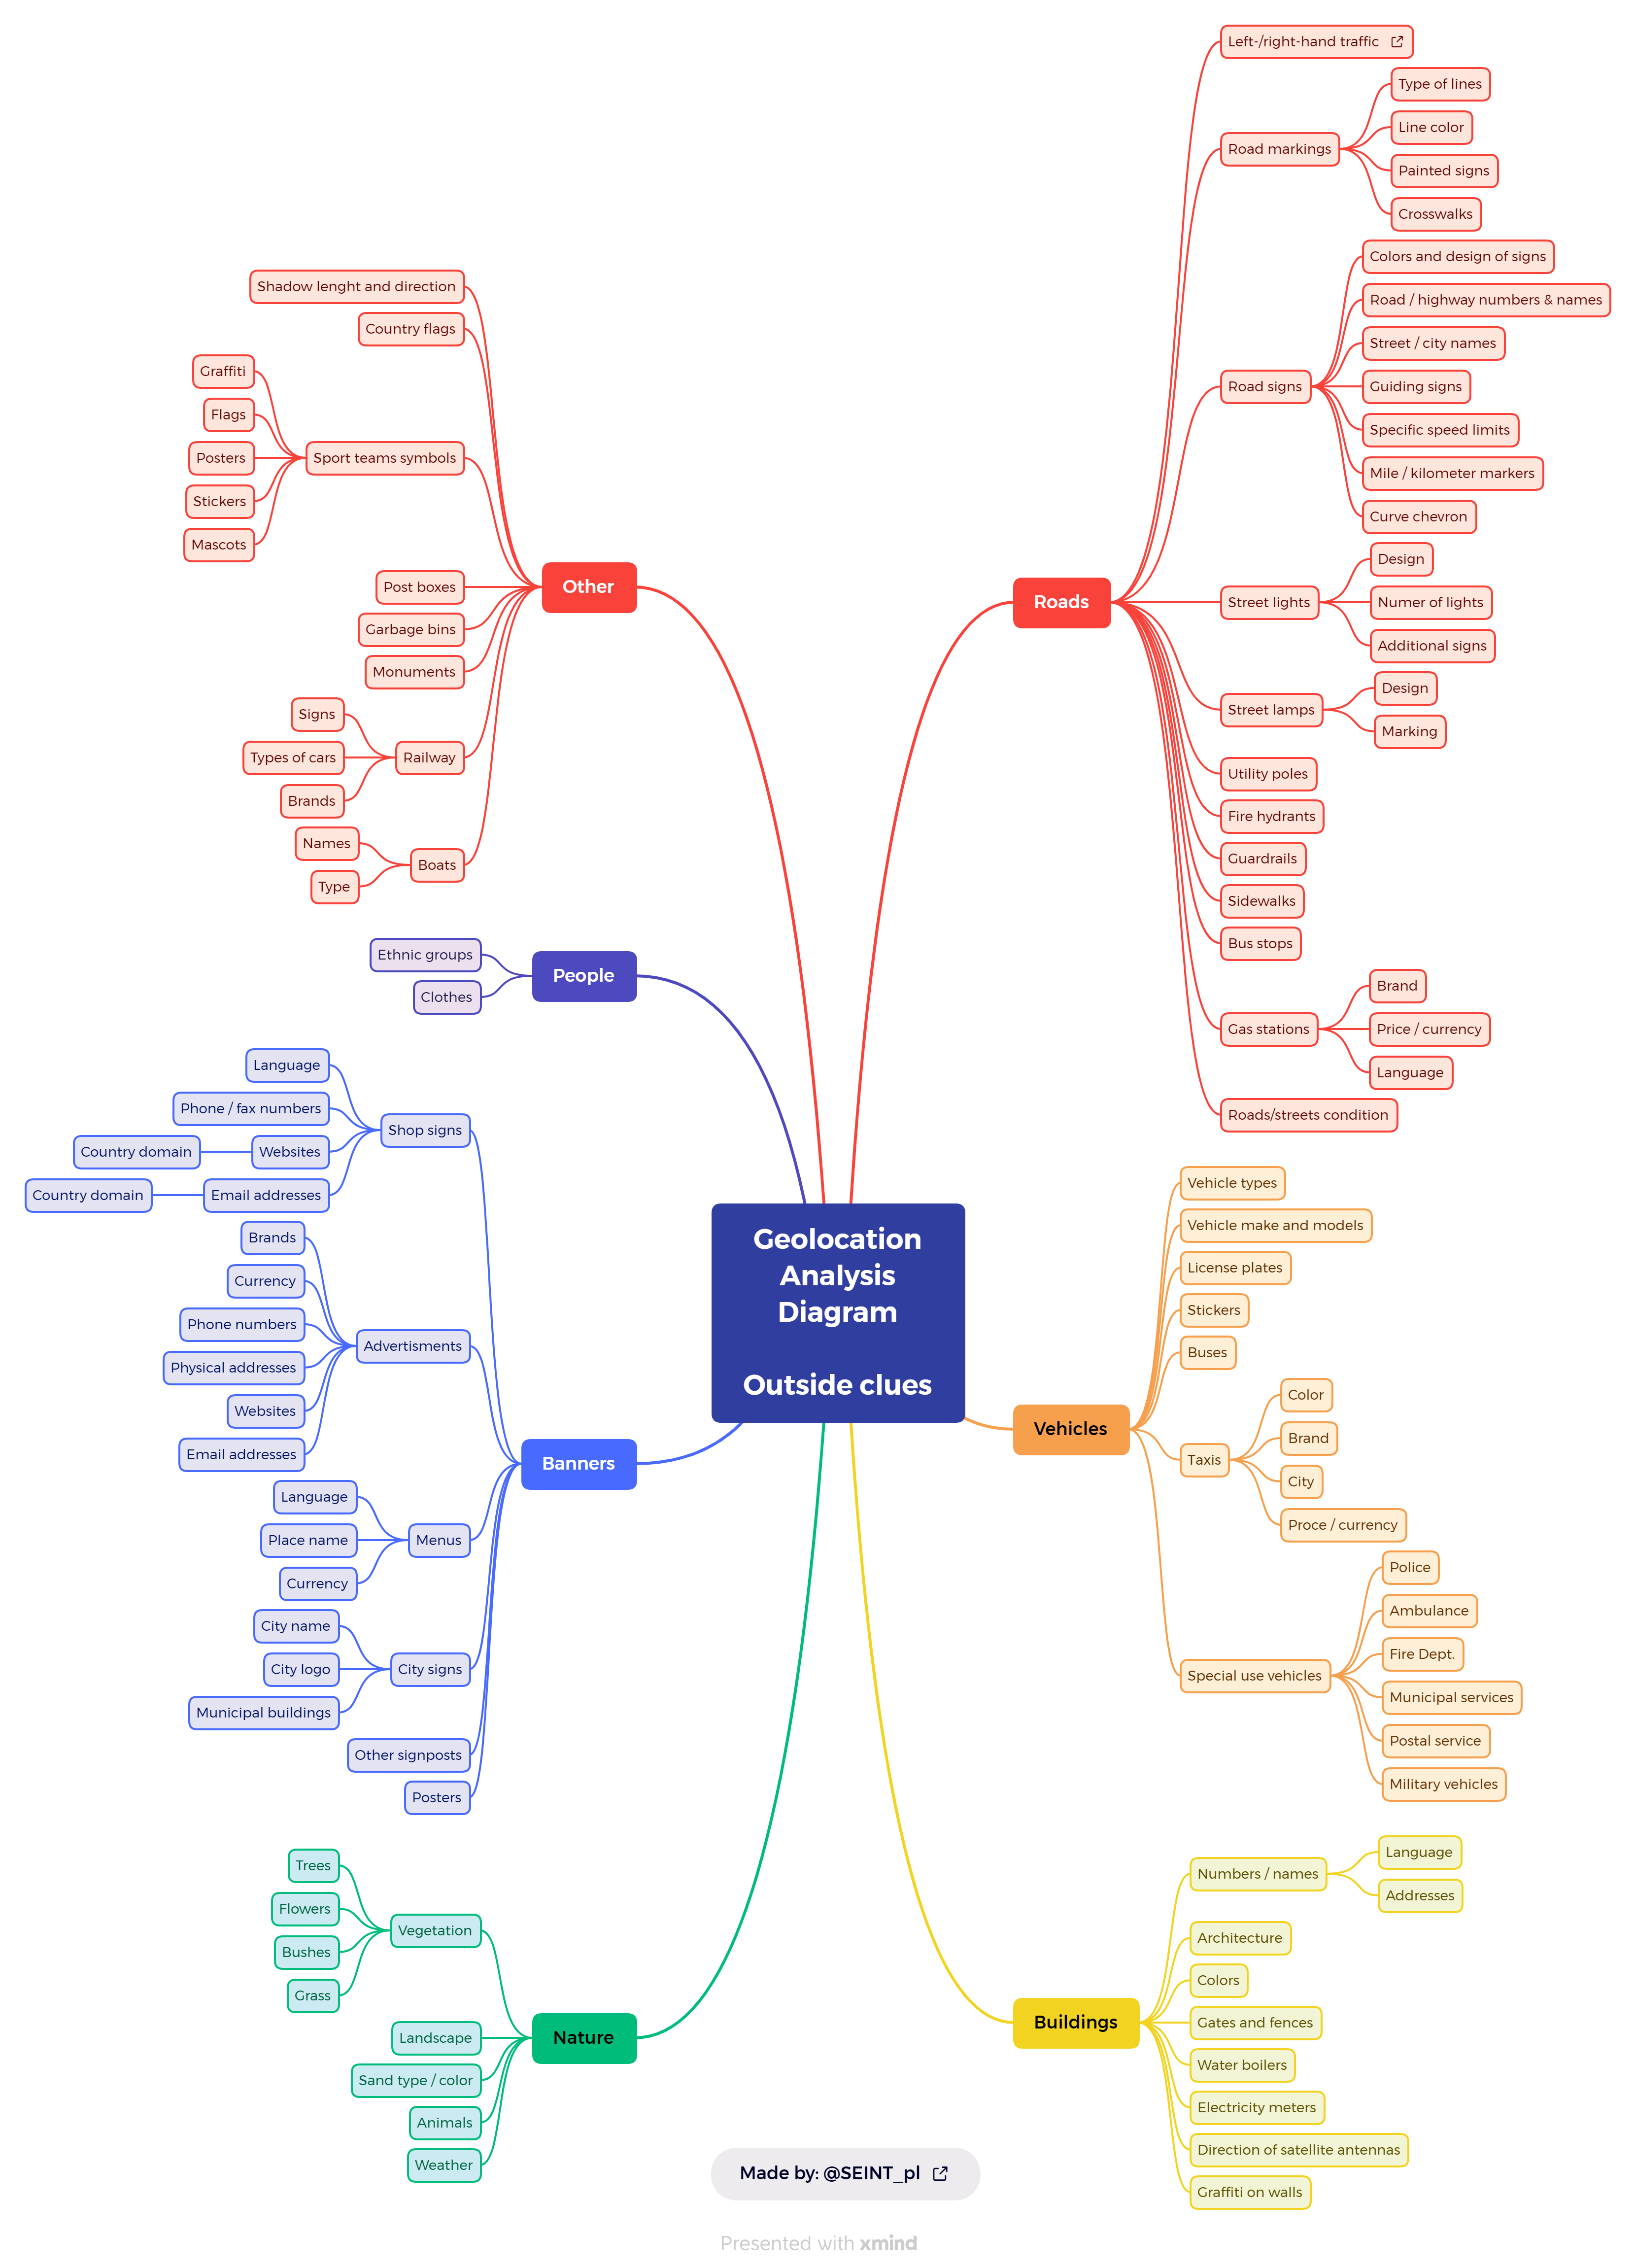 Geolocation
Analysis
Diagram
Outside clues
Roads
Left-/right-hand traffic
Road markings
Type of lines
Line color
Painted signs
Crosswalks
Road signs
Colors and design of signs
Road / highway numbers & names
Street / city names
Guiding signs
Specific speed limits
Mile / kilometer markers
Curve chevron
Street lights
Design
Numer of lights
Additional signs
Street lamps
Design
Marking
Utility poles
Fire hydrants
Guardrails
Sidewalks
Bus stops
Gas stations
Brand
Price / currency
Language
Roads/streets condition
Vehicles
Vehicle types
Vehicle make and models
License plates
Stickers
Buses
Taxis
Color
Brand
City
Proce / currency
Special use vehicles
Police
Ambulance
Fire Dept.
Municipal services
Postal service
Military vehicles
Buildings
Numbers / names
Language
Addresses
Architecture
Colors
Gates and fences
Water boilers
Electricity meters
Direction of satellite antennas
Graffiti on walls
Other
Shadow lenght and direction
Country flags
Sport teams symbols
Graffiti
Flags
Posters
Stickers
Mascots
Post boxes
Garbage bins
Monuments
Railway
Signs
Types of cars
Brands
Boats
Names
Type
People
Ethnic groups
Clothes
Banners
Shop signs
Language
Phone / fax numbers
Websites
Country domain
Email addresses
Country domain
Advertisments
Brands
Currency
Phone numbers
Physical addresses
Websites
Email addresses
Menus
Language
Place name
Currency
City signs
City name
City logo
Municipal buildings
Other signposts
Posters
Nature
Vegetation
Trees
Flowers
Bushes
Grass
Landscape
Sand type / color
Animals
Weather
Made by: @SEINT_pl
Presented with xmind